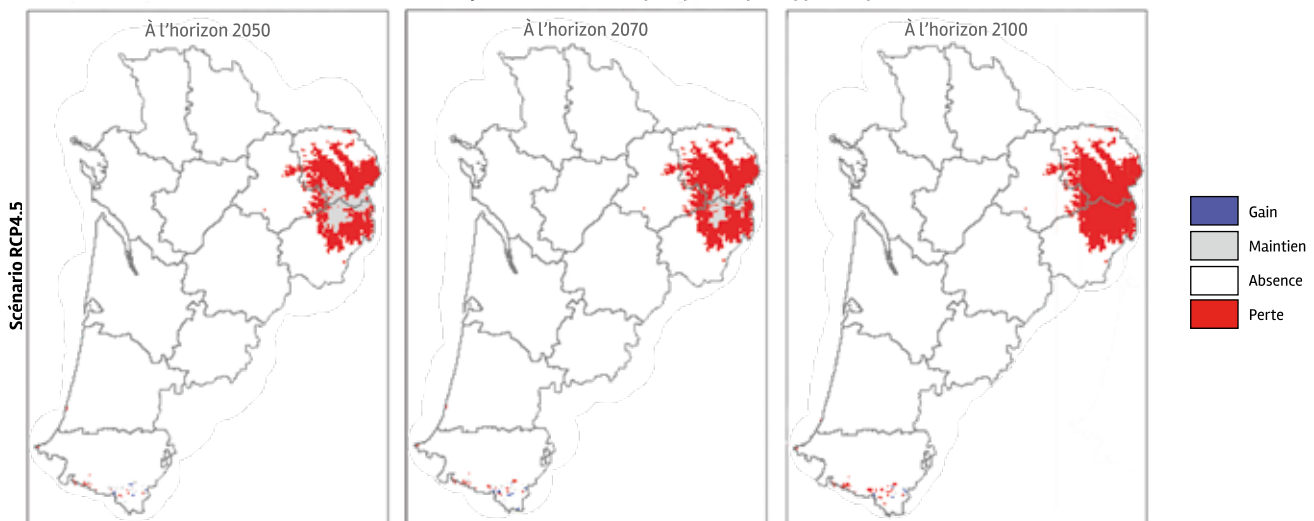 À l'horizon 2050
À l'horizon 2070
À l'horizon 2100
Scénario RCP4.5
Gain
Maintien
Absence
Perte